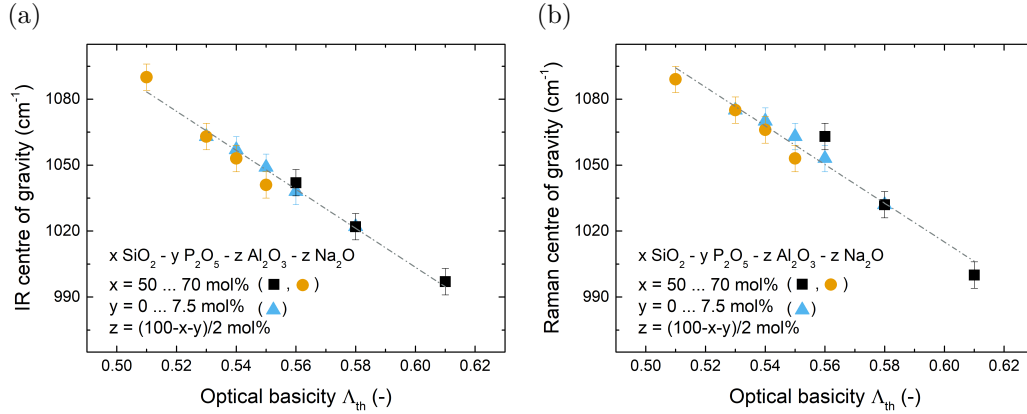 (a)
IR centre of gravity (cm⁻¹)
1080
1050
1020
990
x SiO₂ - y P₂O₅ - z Al₂O₃ - z Na₂O
x = 50 ... 70 mol% (■, ●)
y = 0 ... 7.5 mol% (▲)
z = (100-x-y)/2 mol%
0.50 0.52 0.54 0.56 0.58 0.60 0.62
Optical basicity Λth (-)
(b)
Raman centre of gravity (cm⁻¹)
1080
1050
1020
990
x SiO₂ - y P₂O₅ - z Al₂O₃ - z Na₂O
x = 50 ... 70 mol% (■, ●)
y = 0 ... 7.5 mol% (▲)
z = (100-x-y)/2 mol%
0.50 0.52 0.54 0.56 0.58 0.60 0.62
Optical basicity Λth (-)